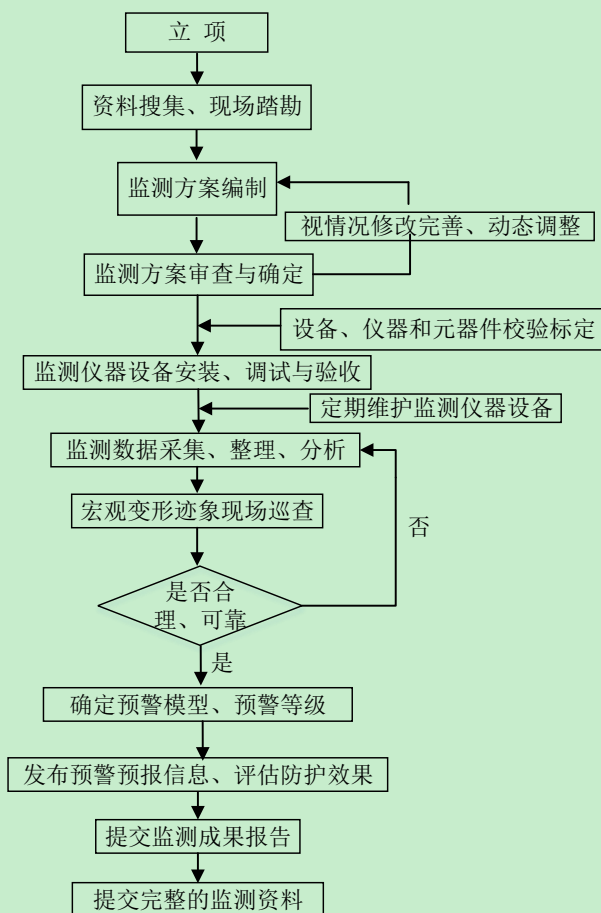 立 项
资料搜集、现场踏勘
监测方案编制
视情况修改完善、动态调整
监测方案审查与确定
设备、仪器和元器件校验标定
监测仪器设备安装、调试与验收
定期维护监测仪器设备
监测数据采集、整理、分析
宏观变形迹象现场巡查
否
是否合
理、可靠
是
确定预警模型、预警等级
发布预警预报信息、评估防护效果
提交监测成果报告
提交完整的监测资料